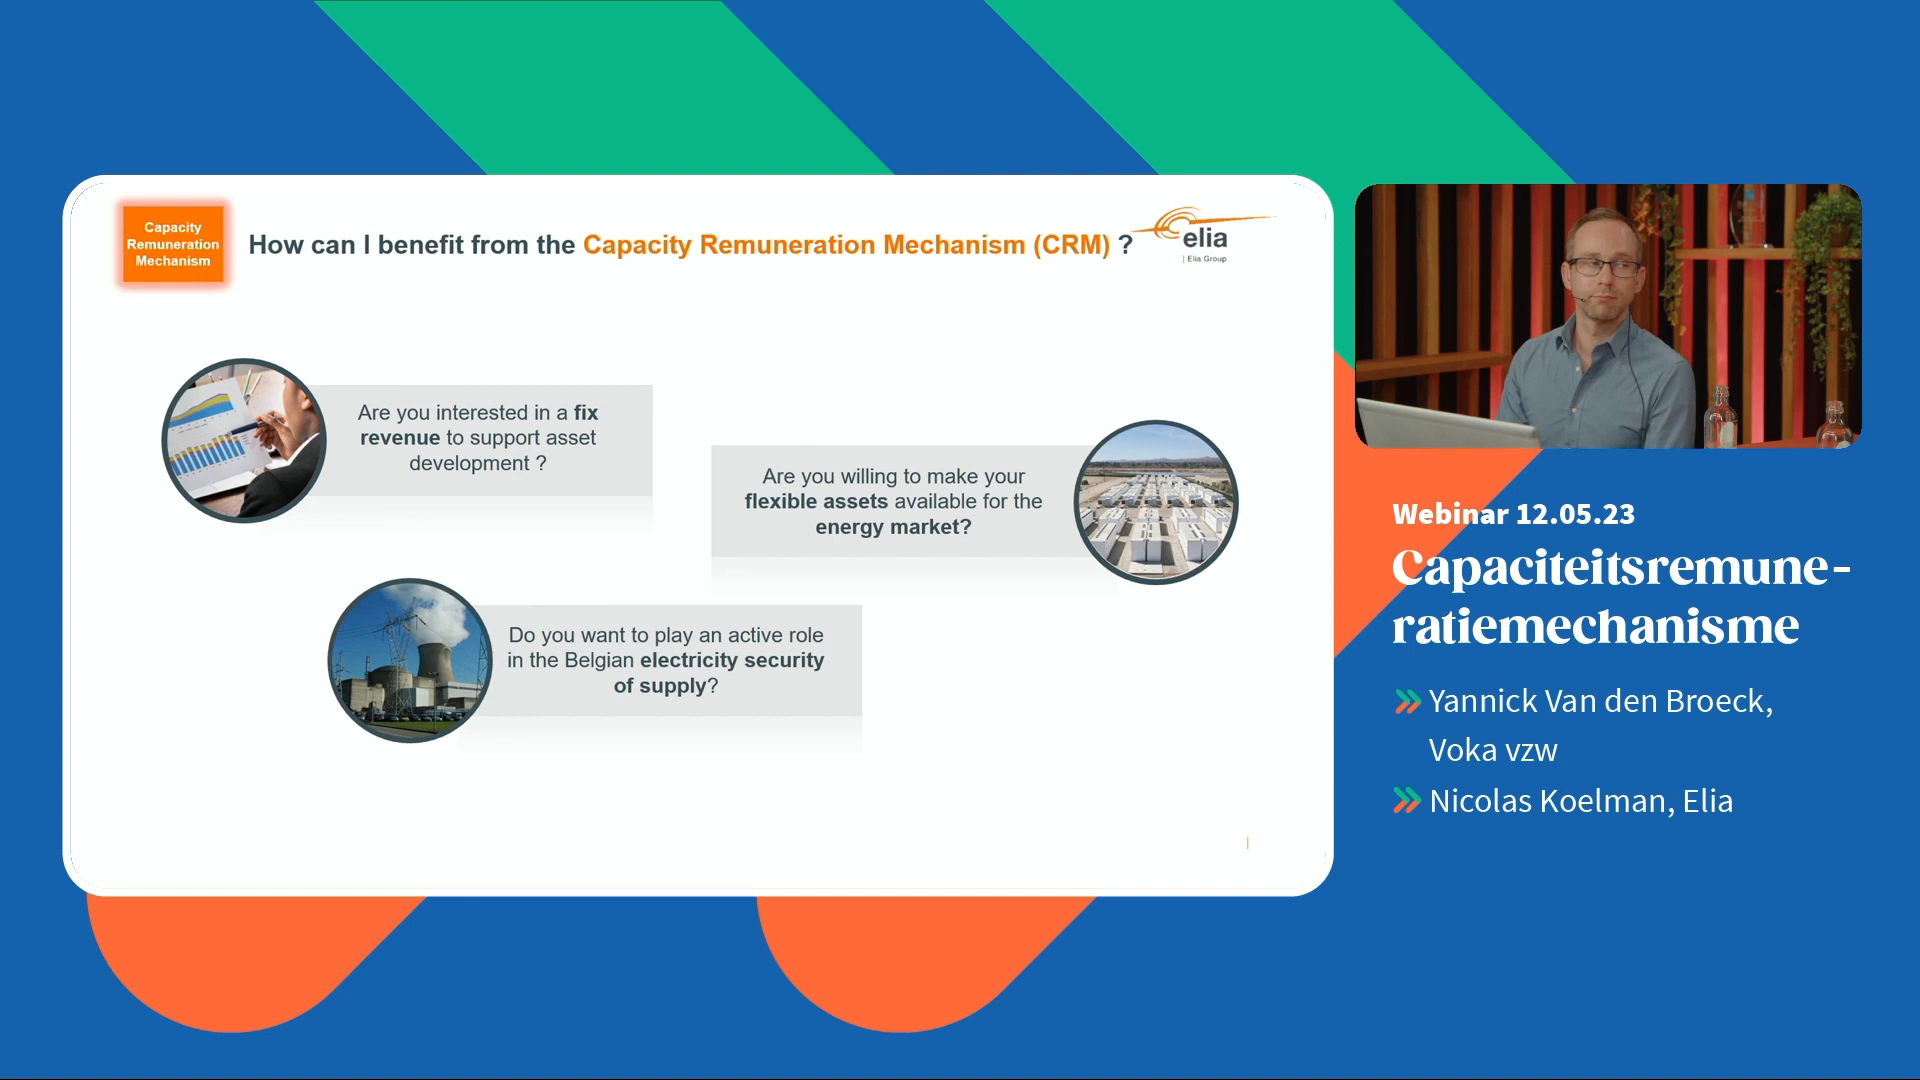 Capacity
Remuneration
Mechanism
How can I benefit from the Capacity Remuneration Mechanism (CRM) ?
elia
| Elia Group
Are you interested in a fix
revenue to support asset
development ?
Are you willing to make your
flexible assets available for the
energy market?
Do you want to play an active role
in the Belgian electricity security
of supply?
Webinar 12.05.23
Capaciteitsremune-
ratiemechanisme
Yannick Van den Broeck,
Voka vzw
Nicolas Koelman, Elia